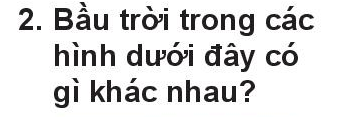 2. Bầu trời trong các
hình dưới đây có
gì khác nhau?